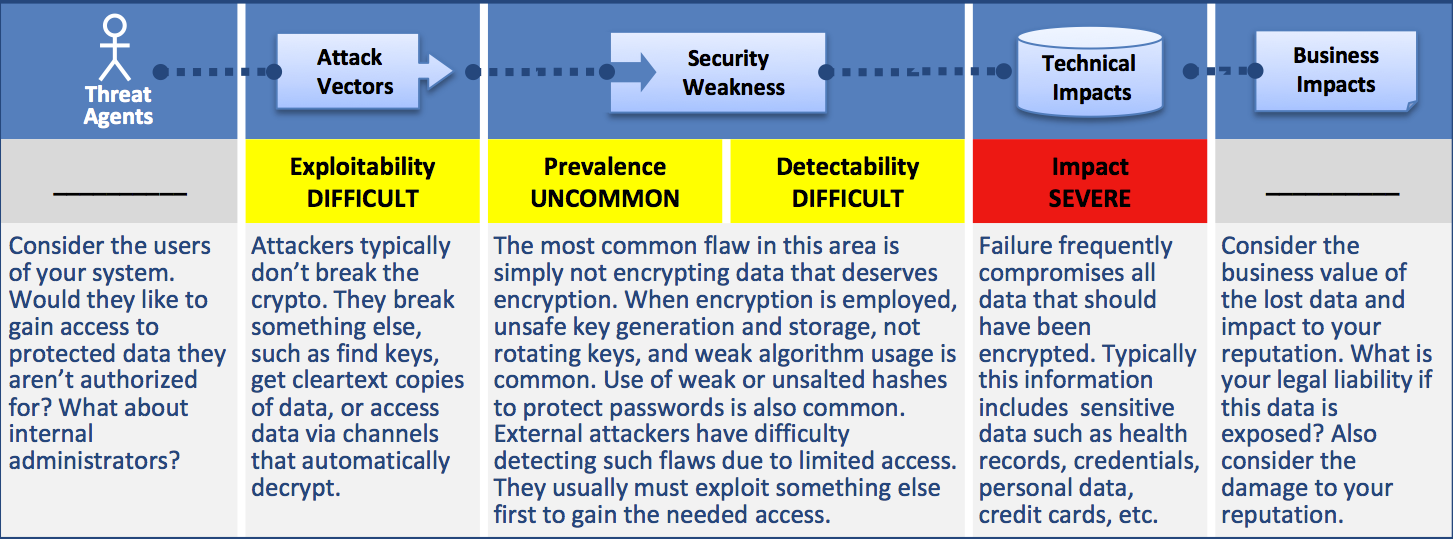 Threat
Agents
Attack
Vectors
Security
Weakness
Technical
Impacts
Business
Impacts
__________
Exploitability
DIFFICULT
Prevalence
UNCOMMON
Detectability
DIFFICULT
Impact
SEVERE
__________
Consider the users
of your system.
Would they like to
gain access to
protected data they
aren’t authorized
for? What about
internal
administrators?
Attackers typically
don’t break the
crypto. They break
something else,
such as find keys,
get cleartext copies
of data, or access
data via channels
that automatically
decrypt.
The most common flaw in this area is
simply not encrypting data that deserves
encryption. When encryption is employed,
unsafe key generation and storage, not
rotating keys, and weak algorithm usage is
common. Use of weak or unsalted hashes
to protect passwords is also common.
External attackers have difficulty
detecting such flaws due to limited access.
They usually must exploit something else
first to gain the needed access.
Failure frequently
compromises all
data that should
have been
encrypted. Typically
this information
includes sensitive
data such as health
records, credentials,
personal data,
credit cards, etc.
Consider the
business value of
the lost data and
impact to your
reputation. What is
your legal liability if
this data is
exposed? Also
consider the
damage to your
reputation.